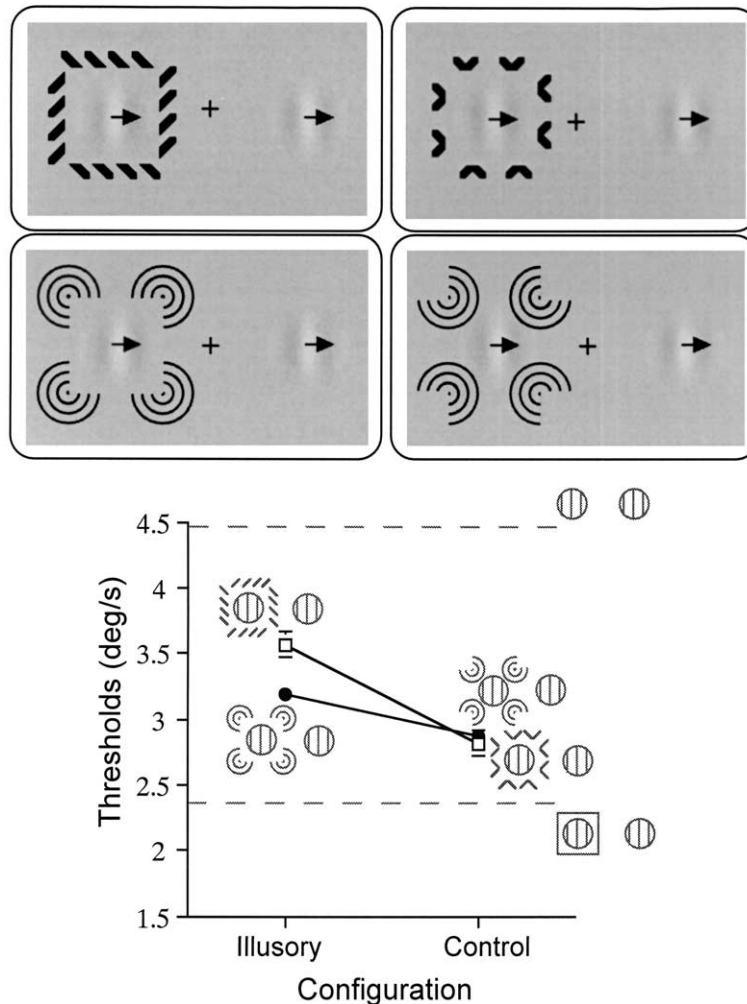 +
+
+
+
4.5
4
3.5
3
2.5
2
1.5
Thresholds (deg/s)
Illusory
Control
Configuration